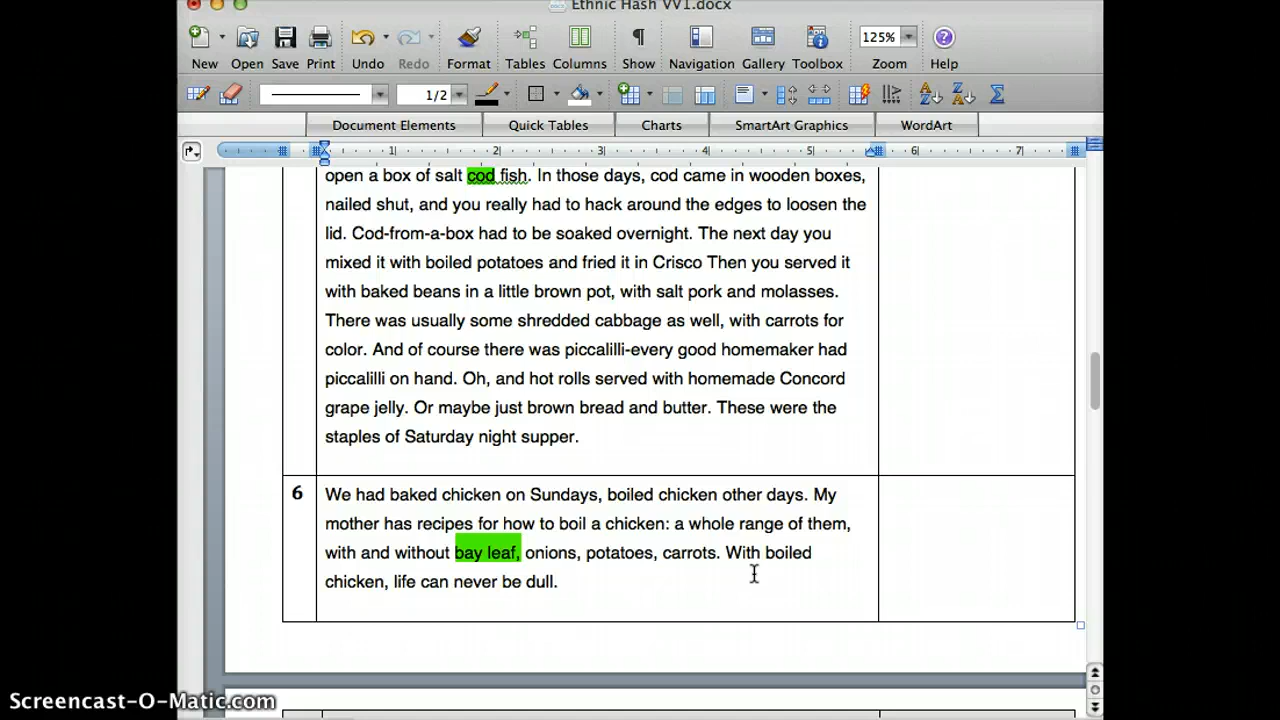 Ethnic Hash VV1.docx
New Open Save Print Undo Redo Format Tables Columns Show Navigation Gallery Toolbox 125% Zoom Help
1/2
Document Elements Quick Tables Charts SmartArt Graphics WordArt
1 2 3 4 5 6 7
open a box of salt cod fish. In those days, cod came in wooden boxes,
nailed shut, and you really had to hack around the edges to loosen the
lid. Cod-from-a-box had to be soaked overnight. The next day you
mixed it with boiled potatoes and fried it in Crisco Then you served it
with baked beans in a little brown pot, with salt pork and molasses.
There was usually some shredded cabbage as well, with carrots for
color. And of course there was piccalilli-every good homemaker had
piccalilli on hand. Oh, and hot rolls served with homemade Concord
grape jelly. Or maybe just brown bread and butter. These were the
staples of Saturday night supper.
6 We had baked chicken on Sundays, boiled chicken other days. My
mother has recipes for how to boil a chicken: a whole range of them,
with and without bay leaf, onions, potatoes, carrots. With boiled
chicken, life can never be dull.
Screencast-O-Matic.com